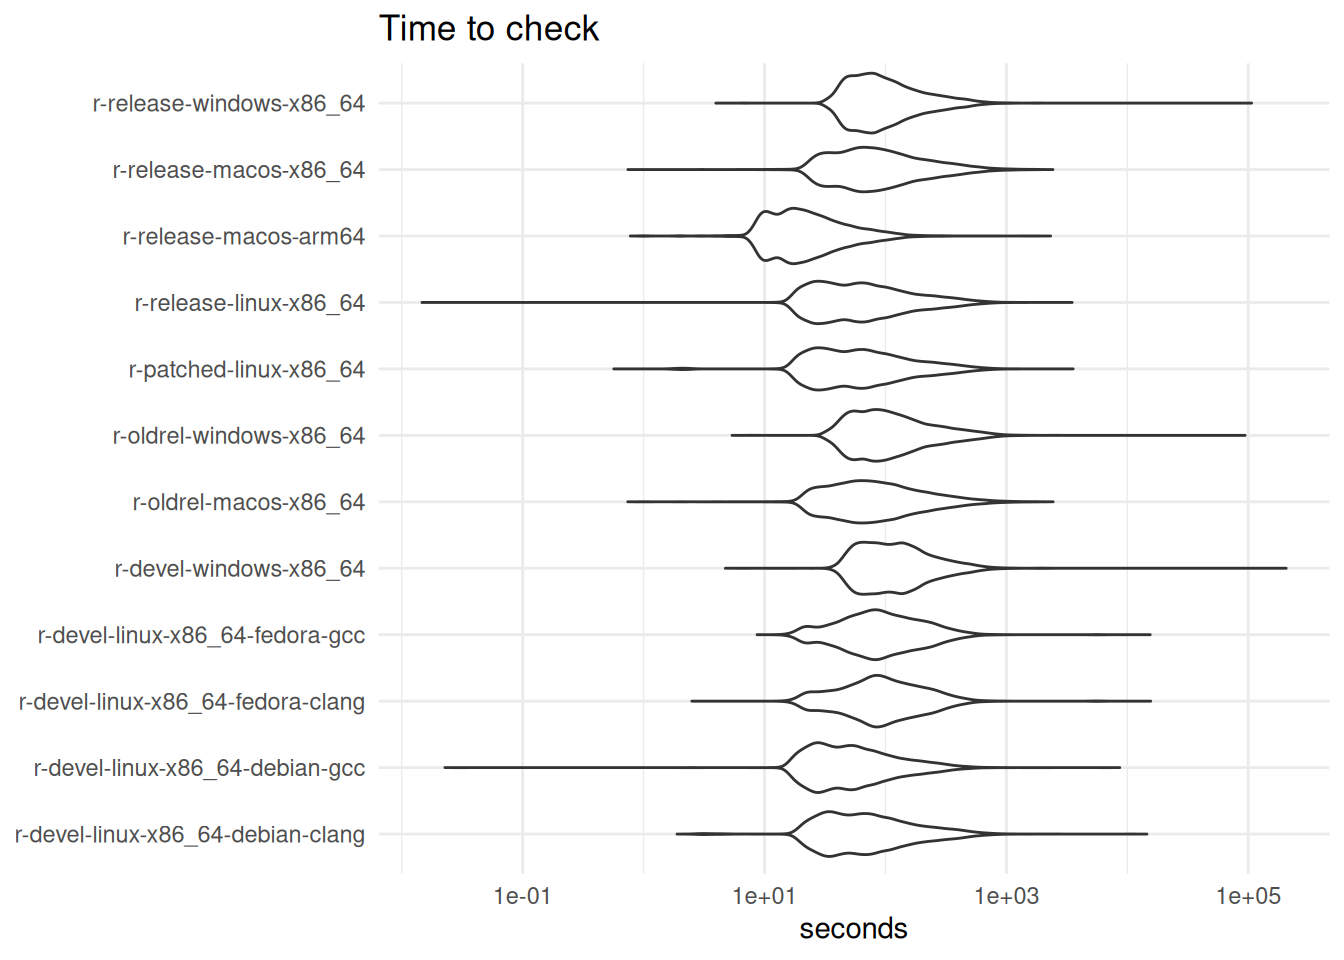 Time to check
r-release-windows-x86_64
r-release-macos-x86_64
r-release-macos-arm64
r-release-linux-x86_64
r-patched-linux-x86_64
r-oldrel-windows-x86_64
r-oldrel-macos-x86_64
r-devel-windows-x86_64
r-devel-linux-x86_64-fedora-gcc
r-devel-linux-x86_64-fedora-clang
r-devel-linux-x86_64-debian-gcc
r-devel-linux-x86_64-debian-clang
1e-01 1e+01 1e+03 1e+05
seconds